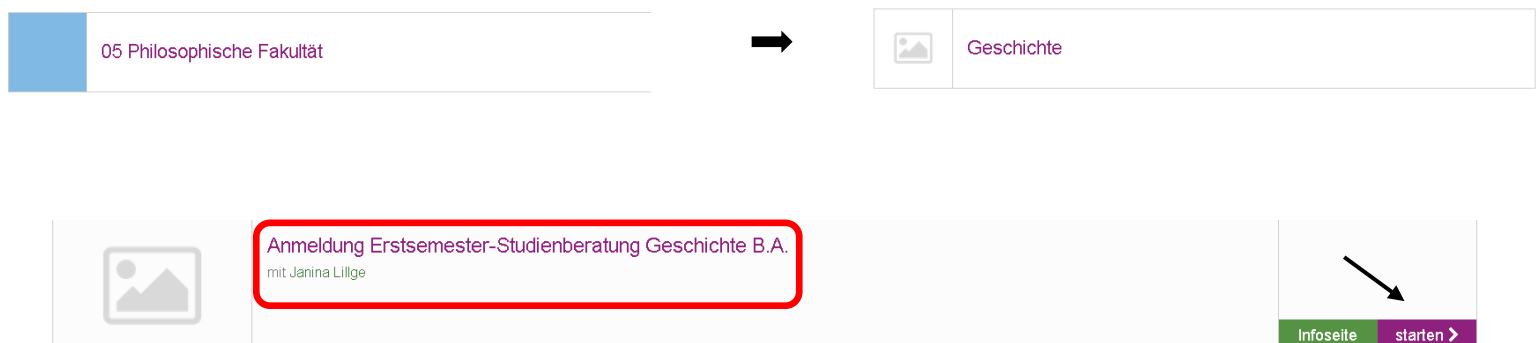 05 Philosophische Fakultät
Geschichte
Anmeldung Erstsemester-Studienberatung Geschichte B.A.
mit Janina Lillge
Infoseite
starten